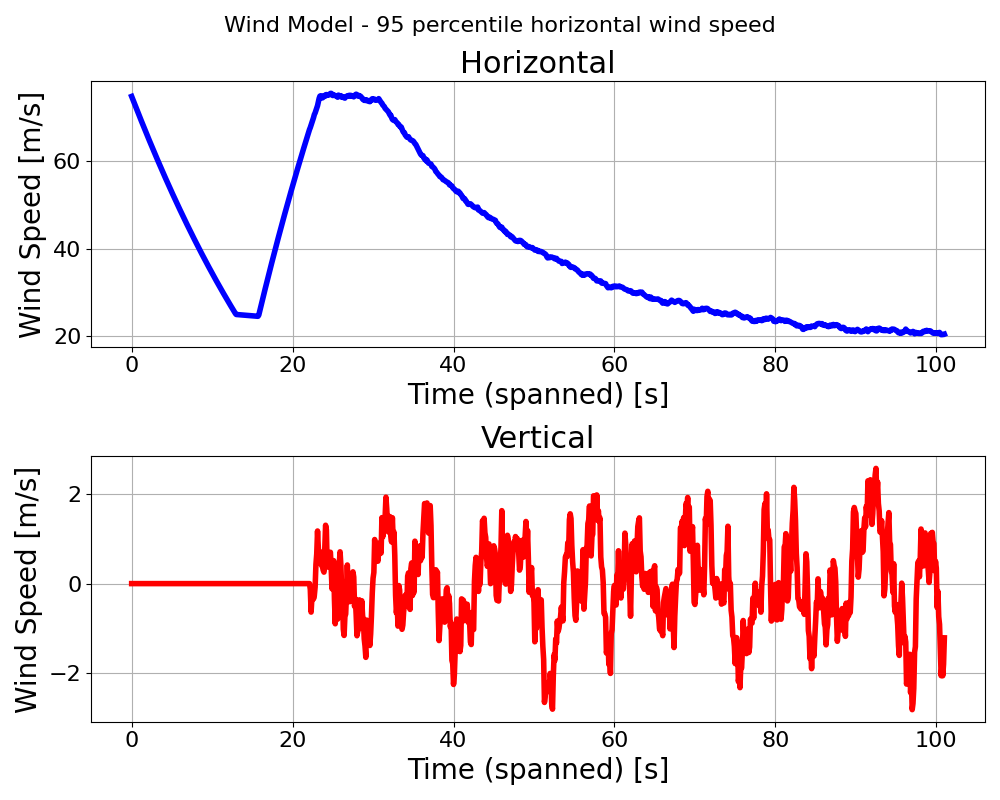 Wind Model - 95 percentile horizontal wind speed
Horizontal
Wind Speed [m/s]
60
40
20
0 20 40 60 80 100
Time (spanned) [s]
Vertical
Wind Speed [m/s]
2
0
−2
0 20 40 60 80 100
Time (spanned) [s]